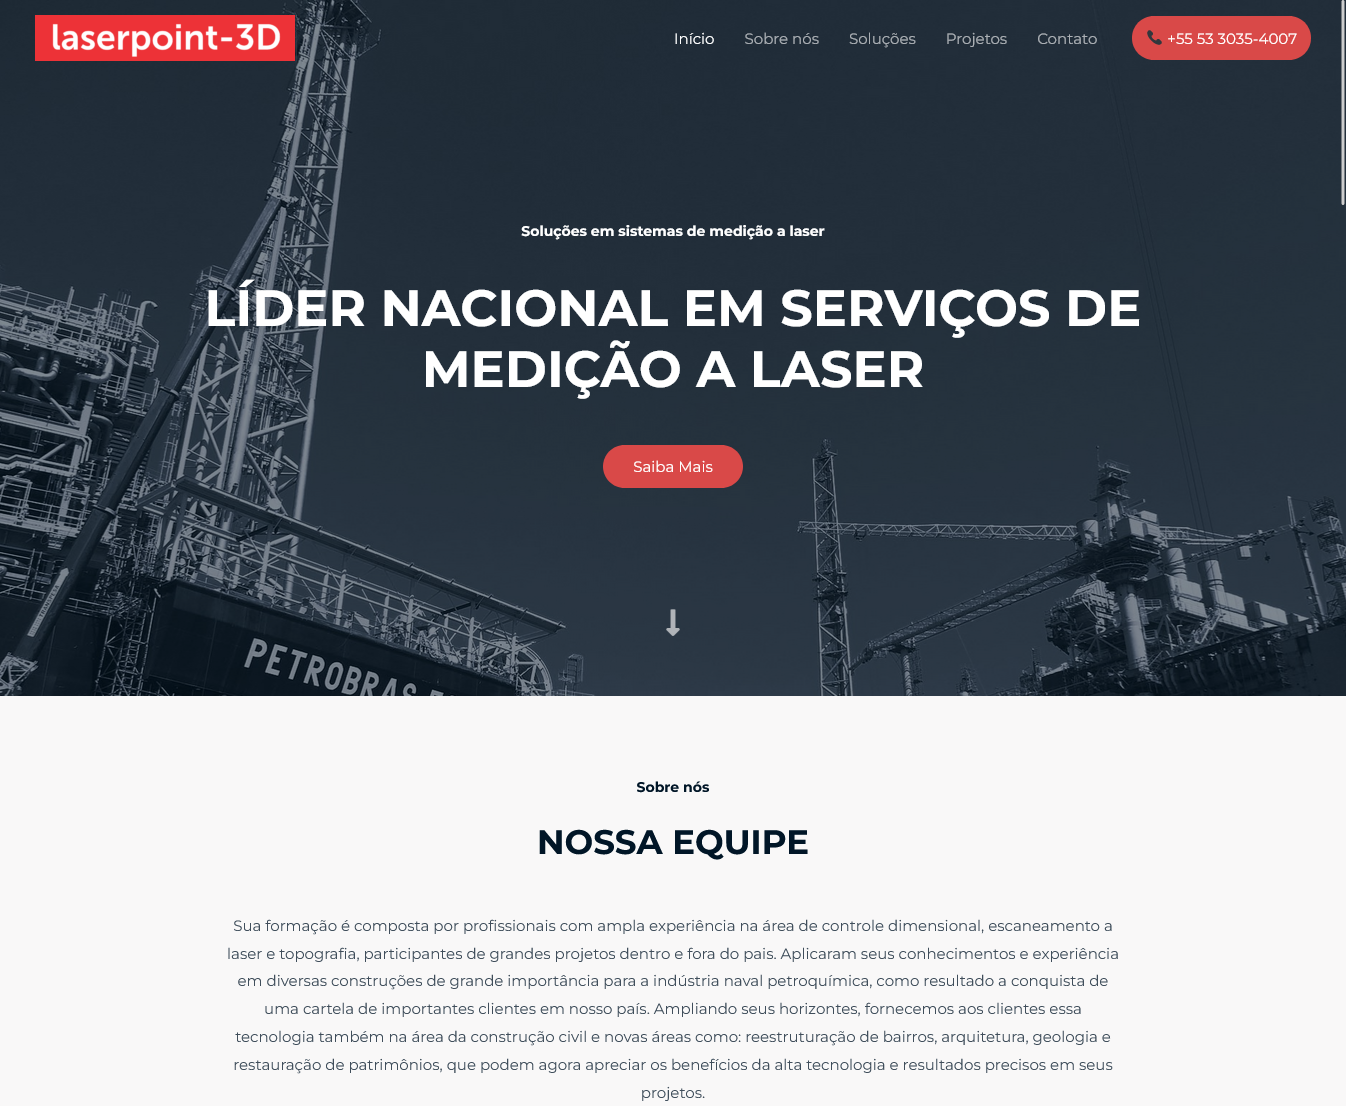 laserpoint-3D
Início
Sobre nós
Soluções
Projetos
Contato
+55 53 3035-4007
Soluções em sistemas de medição a laser
LÍDER NACIONAL EM SERVIÇOS DE
MEDIÇÃO A LASER
Saiba Mais
PETROBRAS
Sobre nós
NOSSA EQUIPE
Sua formação é composta por profissionais com ampla experiência na área de controle dimensional, escaneamento a
laser e topografia, participantes de grandes projetos dentro e fora do pais. Aplicaram seus conhecimentos e experiência
em diversas construções de grande importância para a indústria naval petroquímica, como resultado a conquista de
uma cartela de importantes clientes em nosso país. Ampliando seus horizontes, fornecemos aos clientes essa
tecnologia também na área da construção civil e novas áreas como: reestruturação de bairros, arquitetura, geologia e
restauração de patrimônios, que podem agora apreciar os benefícios da alta tecnologia e resultados precisos em seus
projetos.